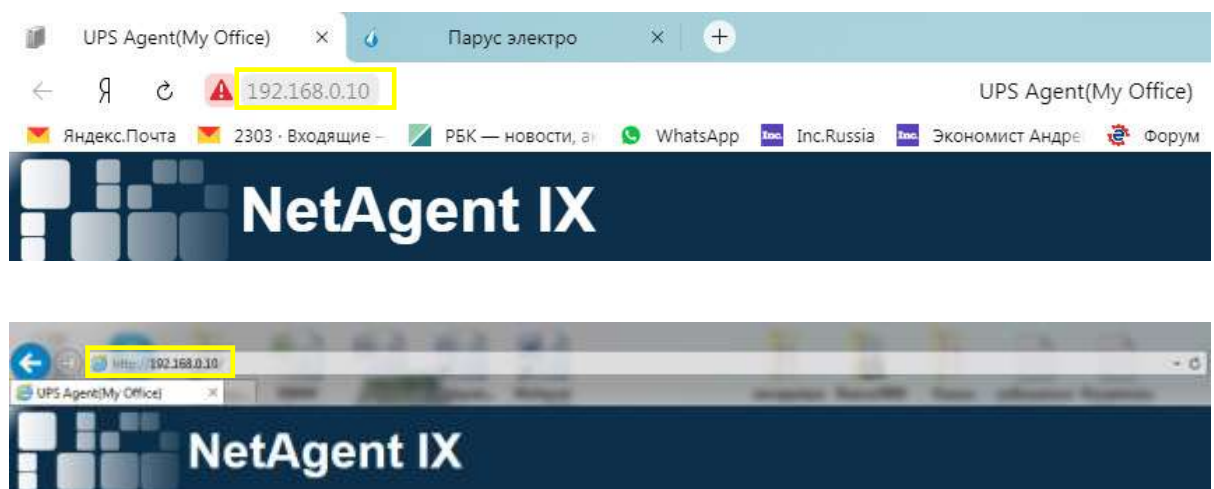 UPS Agent(My Office) × Парус электро × +
← Я 192.168.0.10 UPS Agent(My Office)
Яндекс.Почта 2303 · Входящие – РБК — новости, а Inc. WhatsApp Inc.Russia Inc. Экономист Андре Форум
NetAgent IX
http://192.168.0.10/
UPS Agent(My Office) ×
NetAgent IX